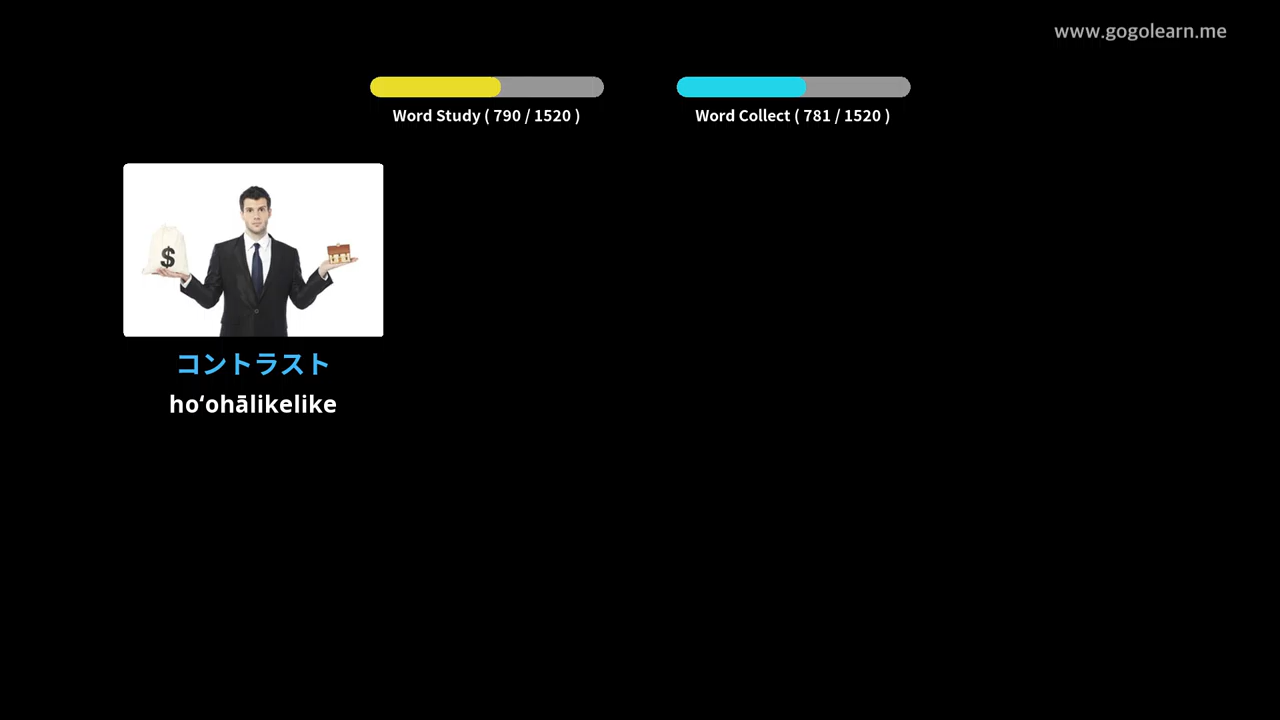 www.gogolearn.me
Word Study ( 790 / 1520 )
Word Collect ( 781 / 1520 )
$
コントラスト
hoʻohālikelike